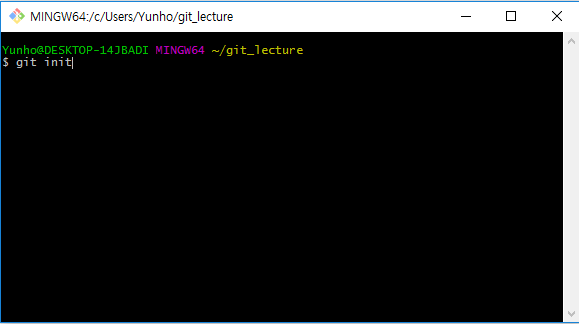 MINGW64:/c/Users/Yunho/git_lecture
Yunho@DESKTOP-14JBADI MINGW64 ~/git_lecture
$ git init